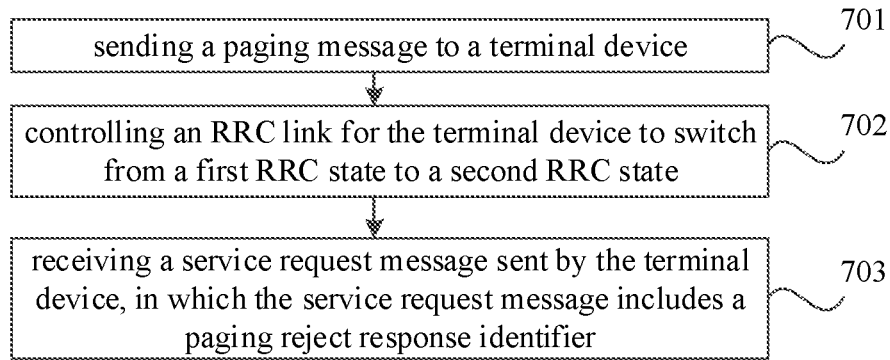 sending a paging message to a terminal device
701
controlling an RRC link for the terminal device to switch
from a first RRC state to a second RRC state
702
receiving a service request message sent by the terminal
device, in which the service request message includes a
paging reject response identifier
703